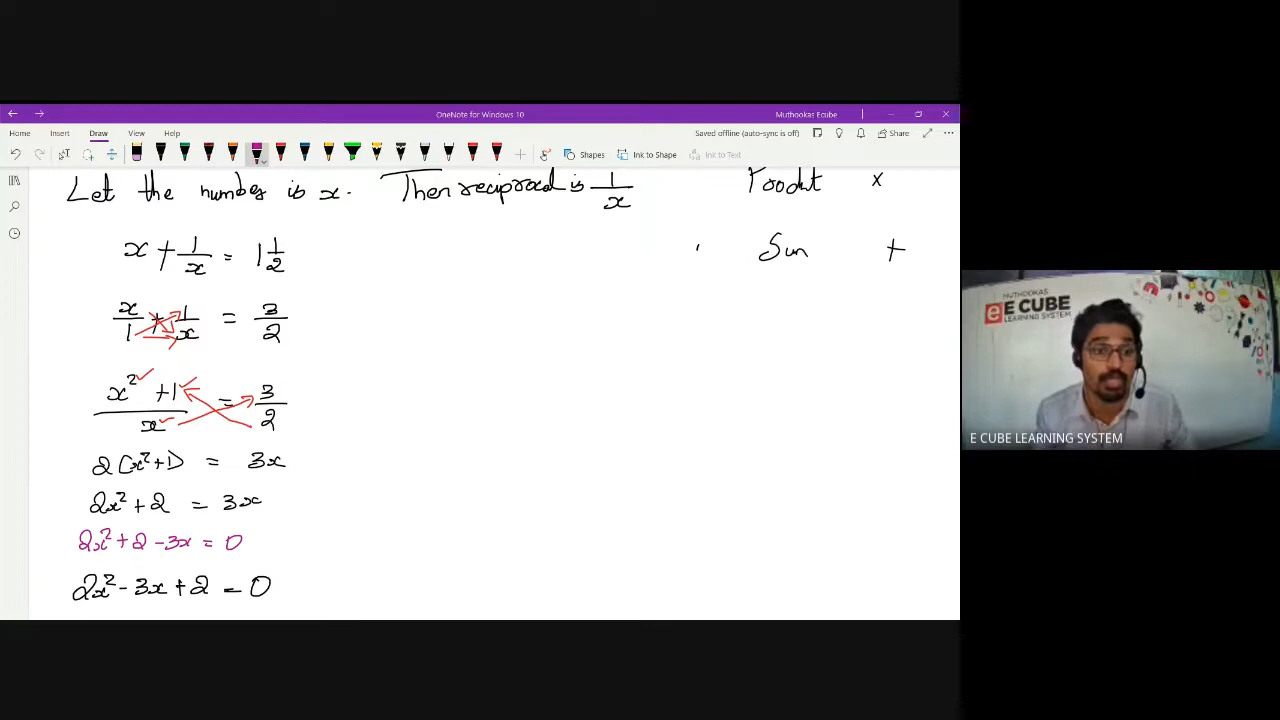 OneNote for Windows 10
Muthookas Ecube
Home Insert Draw View Help
Saved offline (auto-sync is off)
Share
Shapes
Ink to Shape
Ink to Text
Let the number is x. Then reciprocal is 1/x
Product ×
x + 1/x = 1 1/2
Sum +
x/1 + 1/x = 3/2
x² + 1 / x = 3/2
2(x²+1) = 3x
2x² + 2 = 3x
2x² + 2 - 3x = 0
2x² - 3x + 2 = 0
MUTHOOKAS
e E CUBE
LEARNING SYSTEM
E CUBE LEARNING SYSTEM